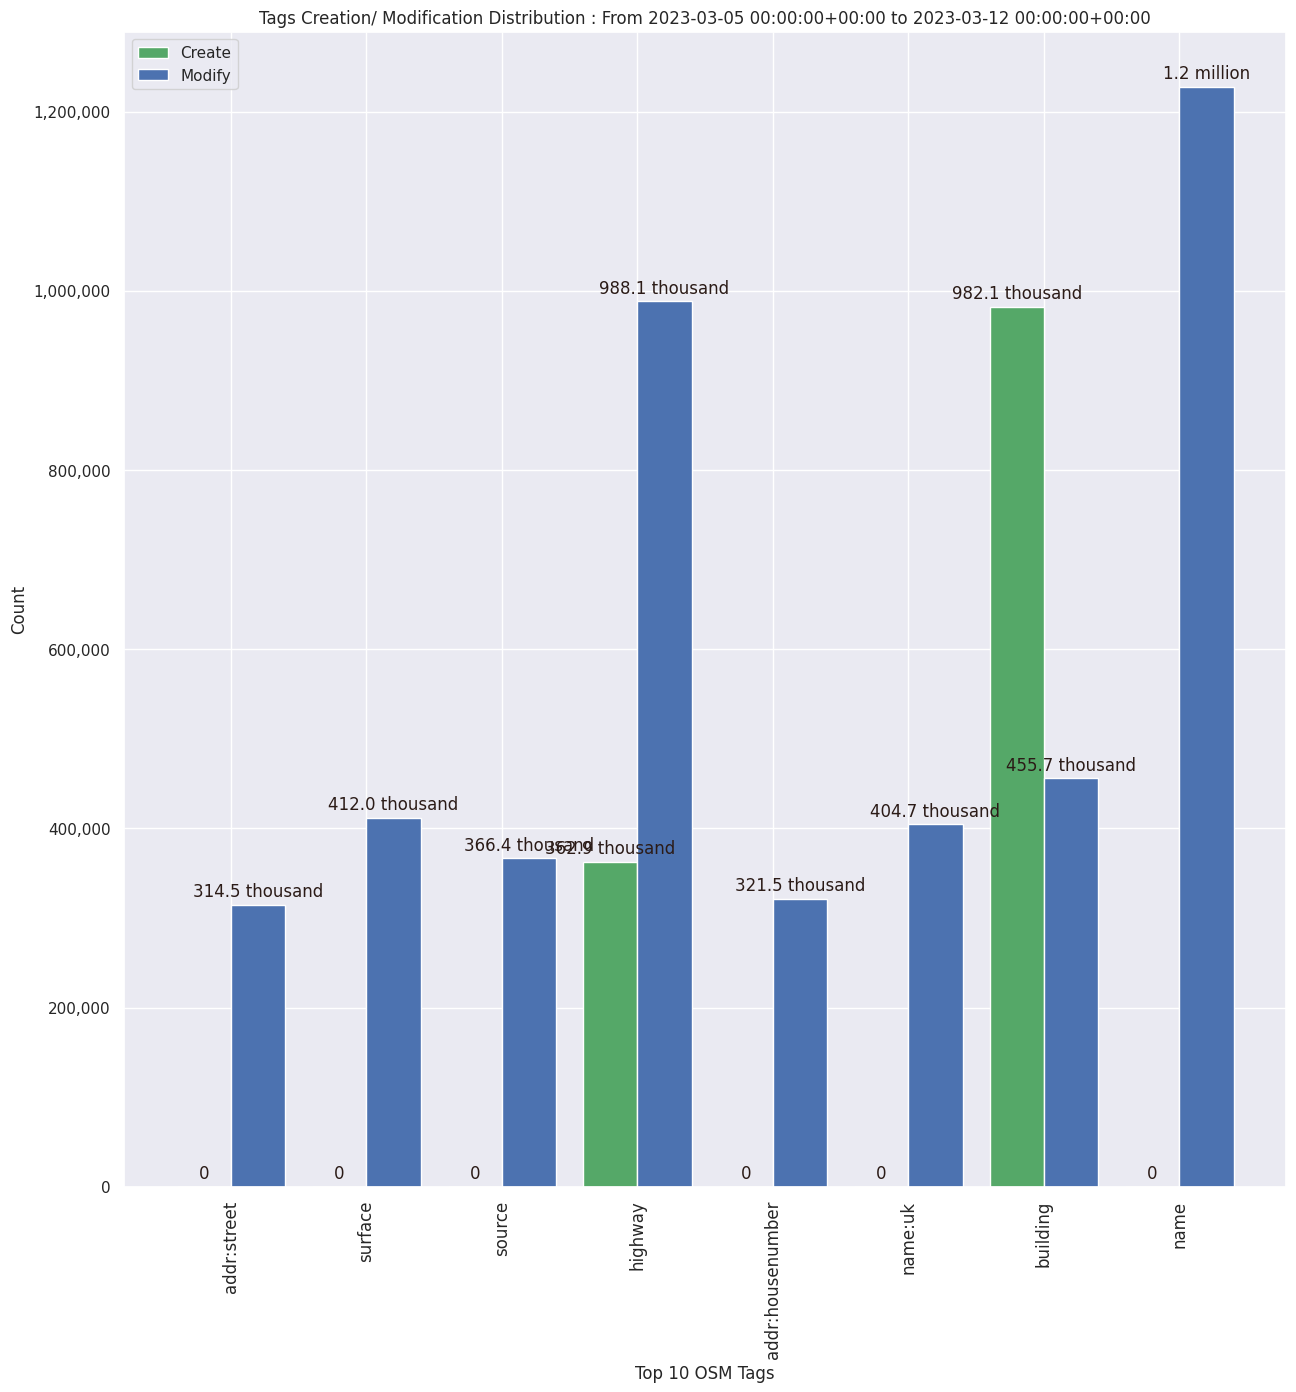 Tags Creation/ Modification Distribution : From 2023-03-05 00:00:00+00:00 to 2023-03-12 00:00:00+00:00
Create
Modify
1.2 million
1,200,000
988.1 thousand
982.1 thousand
1,000,000
800,000
Count
600,000
455.7 thousand
412.0 thousand
404.7 thousand
400,000
366.4 thousand
362.9 thousand
314.5 thousand
321.5 thousand
200,000
0
0
0
0
0
0
0
addr:street
surface
source
highway
addr:housenumber
name:uk
building
name
Top 10 OSM Tags